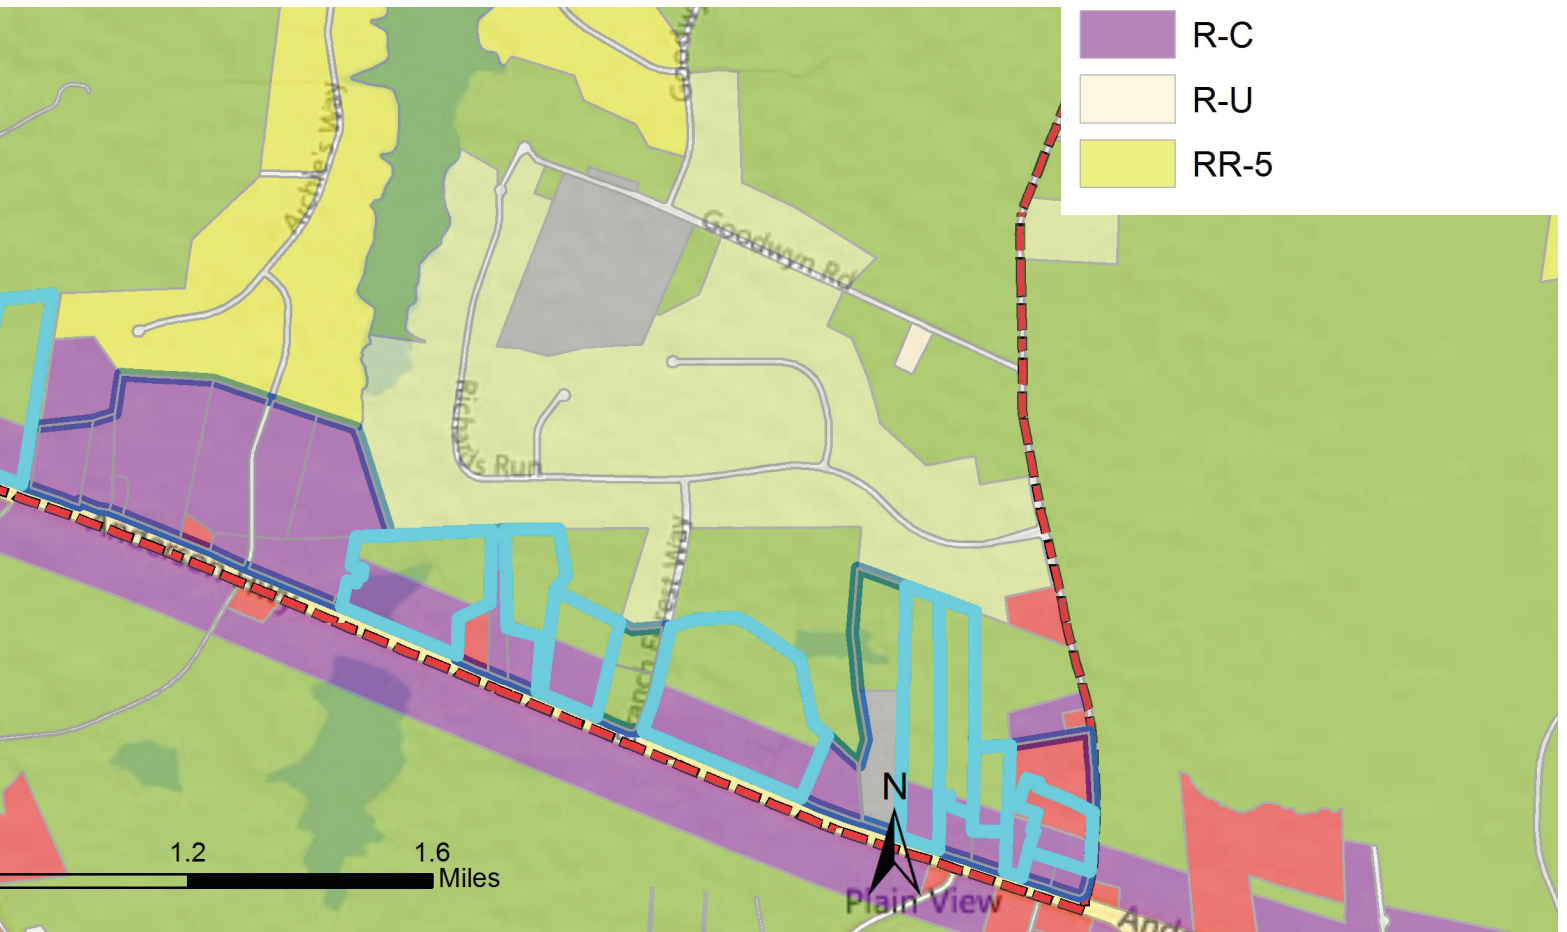 R-C
R-U
RR-5
Archie's Way
Goodwyn Rd
Richard's Run
1.2
1.6
Miles
N
Plain View